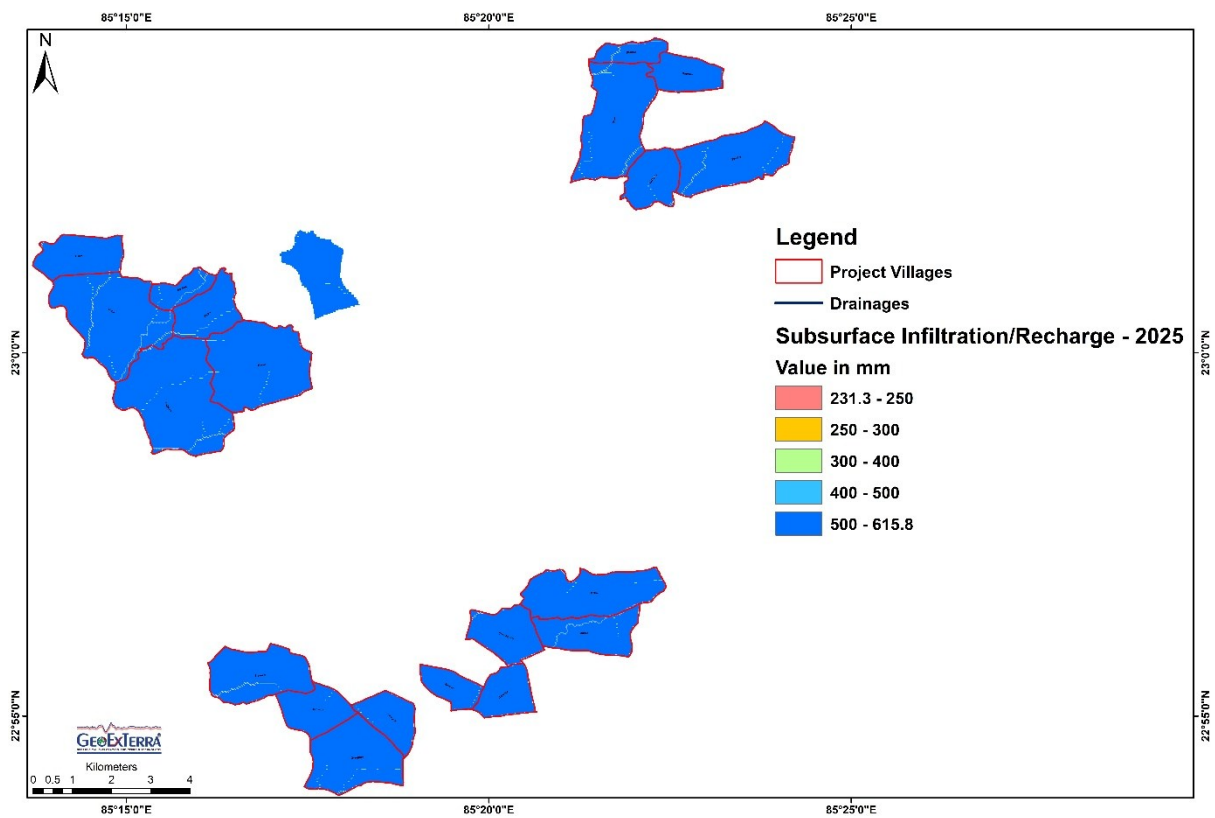 85°15'0"E 85°20'0"E 85°25'0"E
N
Legend
Project Villages
Drainages
Subsurface Infiltration/Recharge - 2025
Value in mm
231.3 - 250
250 - 300
300 - 400
400 - 500
500 - 615.8
23°0'0"N 23°0'0"N
22°55'0"N 22°55'0"N
GEOEXTERRA
Kilometers
0 0.5 1 2 3 4
85°15'0"E 85°20'0"E 85°25'0"E